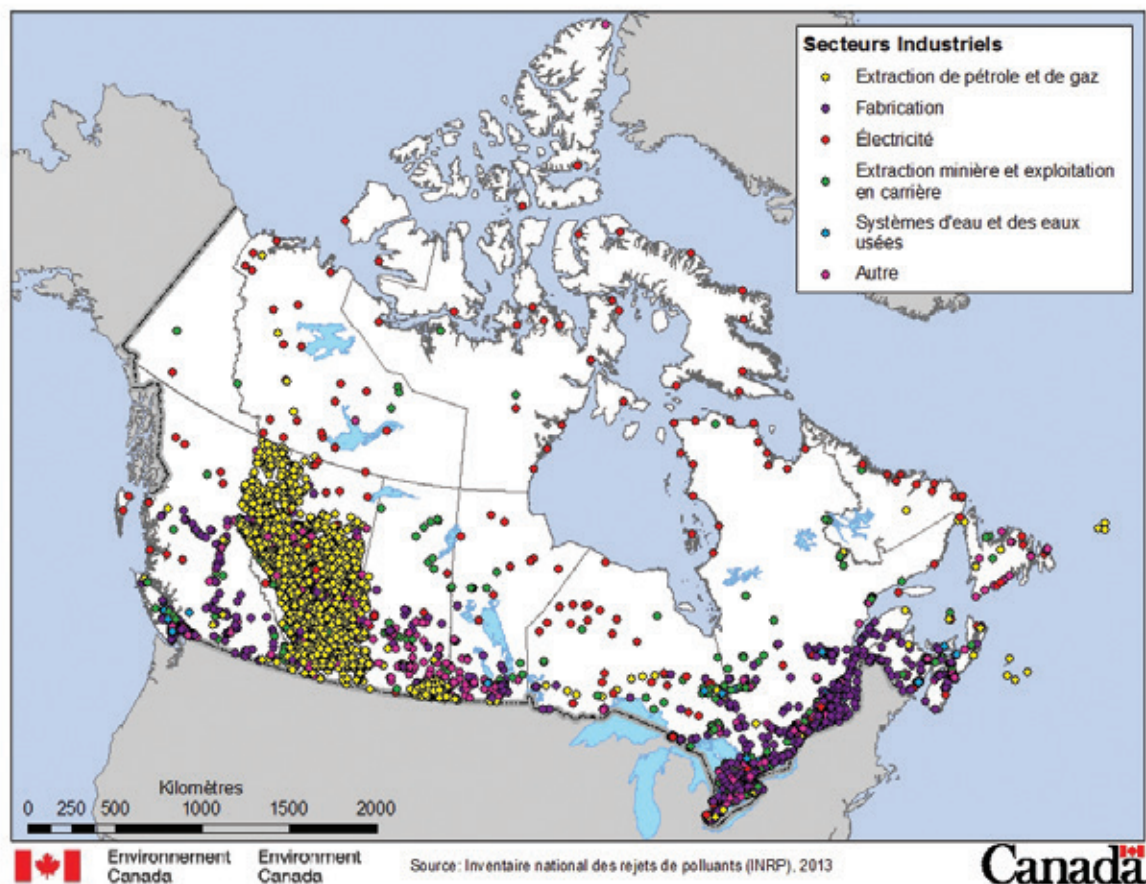 Secteurs Industriels
Extraction de pétrole et de gaz
Fabrication
Électricité
Extraction minière et exploitation
en carrière
Systèmes d'eau et des eaux
usées
Autre
Kilomètres
0 250 500 1000 1500 2000
Environnement Environment
Canada Canada
Source: Inventaire national des rejets de polluants (INRP), 2013
Canada